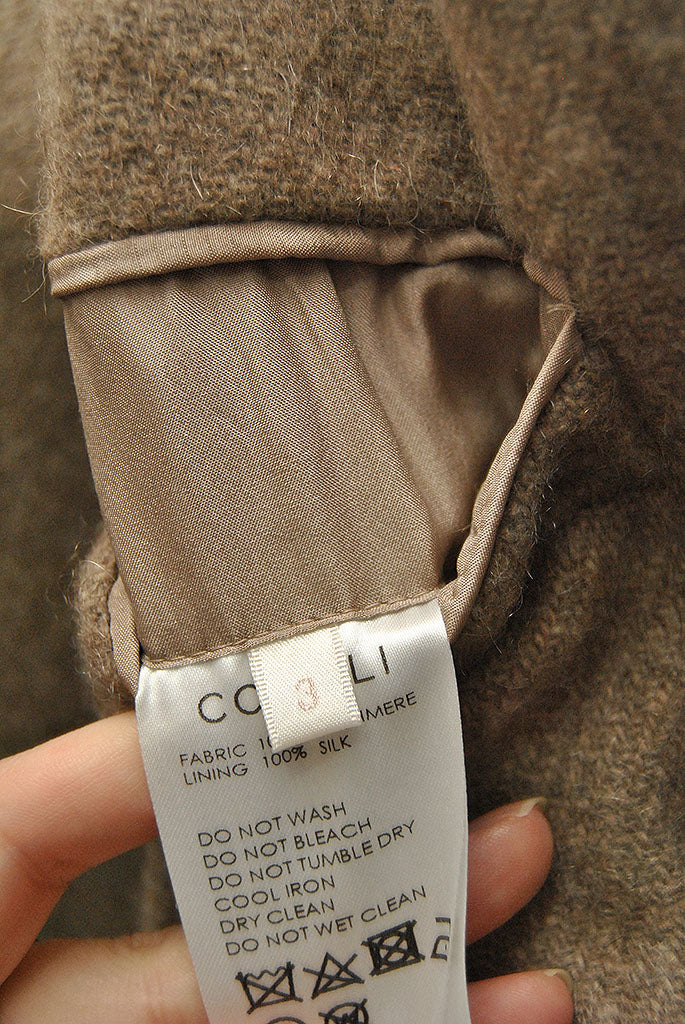 3
FABRIC
LINING 100% SILK
DO NOT WASH
DO NOT BLEACH
DO NOT TUMBLE DRY
COOL IRON
DRY CLEAN
DO NOT WET CLEAN